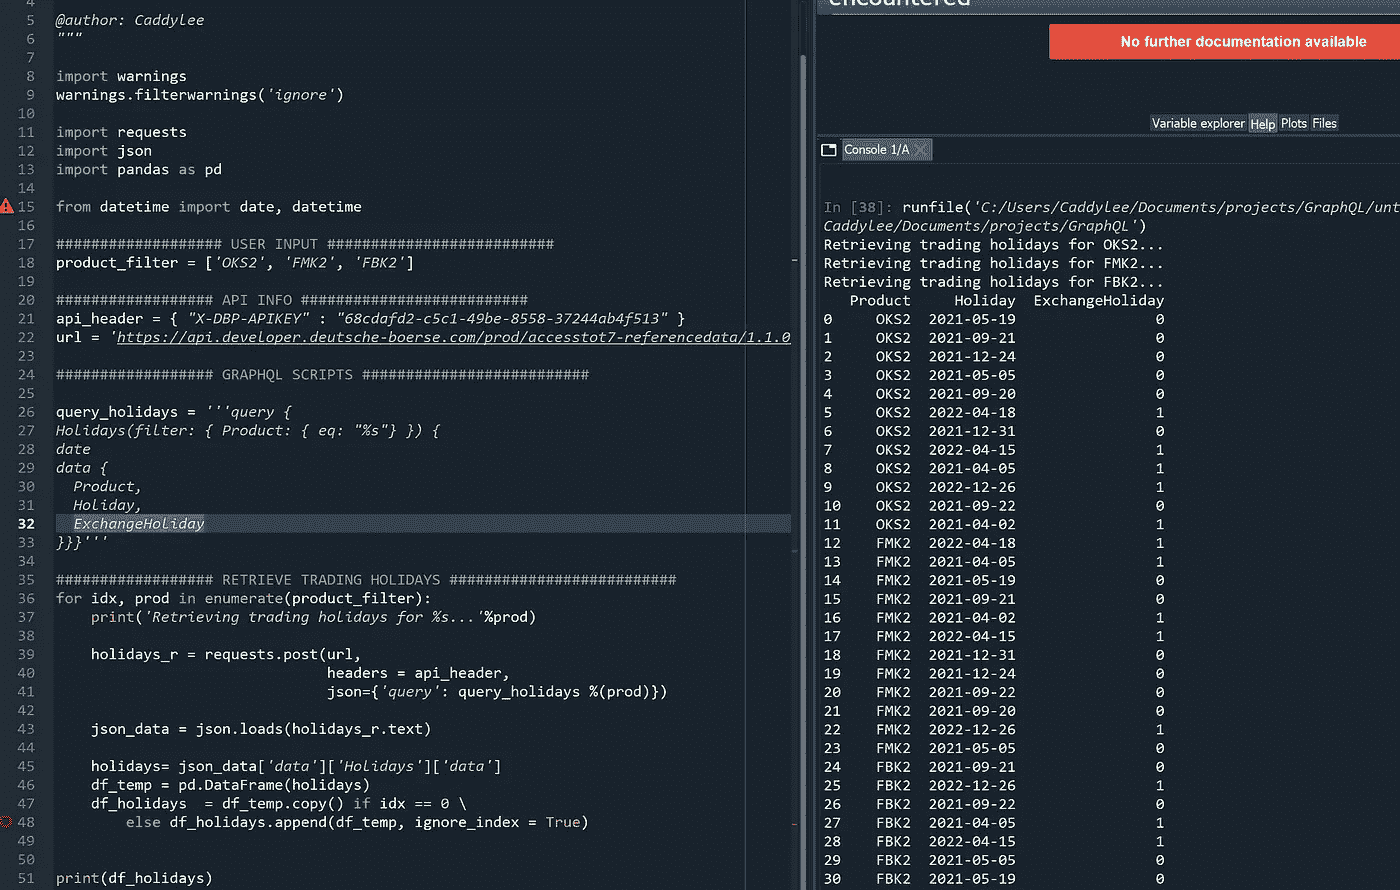 4
5 @author: Caddylee
6 """
7
8 import warnings
9 warnings.filterwarnings('ignore')
10
11 import requests
12 import json
13 import pandas as pd
14
15 from datetime import date, datetime
16
17 ################### USER INPUT ##########################
18 product_filter = ['OKS2', 'FMK2', 'FBK2']
19
20 ################## API INFO ##########################
21 api_header = { "X-DBP-APIKEY" : "68cdafd2-c5c1-49be-8558-37244ab4f513" }
22 url = 'https://api.developer.deutsche-boerse.com/prod/accesstot7-referencedata/1.1.0
23
24 ################## GRAPHQL SCRIPTS ##########################
25
26 query_holidays = '''query {
27 Holidays(filter: { Product: { eq: "%s"} }) {
28 date
29 data {
30 Product,
31 Holiday,
32 ExchangeHoliday
33 }}}'''
34
35 ################## RETRIEVE TRADING HOLIDAYS ##########################
36 for idx, prod in enumerate(product_filter):
37 print('Retrieving trading holidays for %s...'%prod)
38
39 holidays_r = requests.post(url,
40 headers = api_header,
41 json={'query': query_holidays %(prod)})
42
43 json_data = json.loads(holidays_r.text)
44
45 holidays= json_data['data']['Holidays']['data']
46 df_temp = pd.DataFrame(holidays)
47 df_holidays = df_temp.copy() if idx == 0 \
48 else df_holidays.append(df_temp, ignore_index = True)
49
50
51 print(df_holidays)
encountered
No further documentation available
Variable explorer Help Plots Files
Console 1/A
In [38]: runfile('C:/Users/Caddylee/Documents/projects/GraphQL/unt
Caddylee/Documents/projects/GraphQL')
Retrieving trading holidays for OKS2...
Retrieving trading holidays for FMK2...
Retrieving trading holidays for FBK2...
Product Holiday ExchangeHoliday
0 OKS2 2021-05-19 0
1 OKS2 2021-09-21 0
2 OKS2 2021-12-24 0
3 OKS2 2021-05-05 0
4 OKS2 2021-09-20 0
5 OKS2 2022-04-18 1
6 OKS2 2021-12-31 0
7 OKS2 2022-04-15 1
8 OKS2 2021-04-05 1
9 OKS2 2022-12-26 1
10 OKS2 2021-09-22 0
11 OKS2 2021-04-02 1
12 FMK2 2022-04-18 1
13 FMK2 2021-04-05 1
14 FMK2 2021-05-19 0
15 FMK2 2021-09-21 0
16 FMK2 2021-04-02 1
17 FMK2 2022-04-15 1
18 FMK2 2021-12-31 0
19 FMK2 2021-12-24 0
20 FMK2 2021-09-22 0
21 FMK2 2021-09-20 0
22 FMK2 2022-12-26 1
23 FMK2 2021-05-05 0
24 FBK2 2021-09-21 0
25 FBK2 2022-12-26 1
26 FBK2 2021-09-22 0
27 FBK2 2021-04-05 1
28 FBK2 2022-04-15 1
29 FBK2 2021-05-05 0
30 FBK2 2021-05-19 0